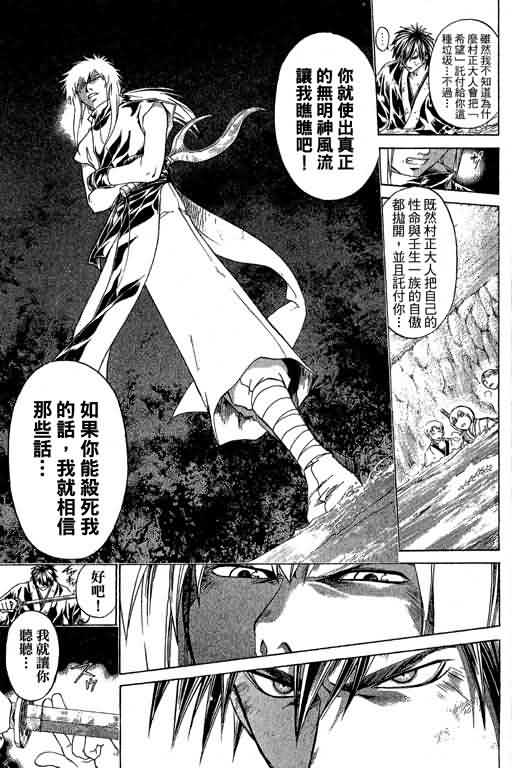 雖然我不知道為什
麼村正大人會把「
希望」託付給你這
種垃圾…不過…
…
既然村正大人把自己的
性命與壬生一族的自傲
都拋開，並且託付你…
你就使出真正
的無明神風流
讓我瞧瞧吧！
如果你能殺死我
的話，我就相信
那些話…
好吧！
我就讓你
聽聽…